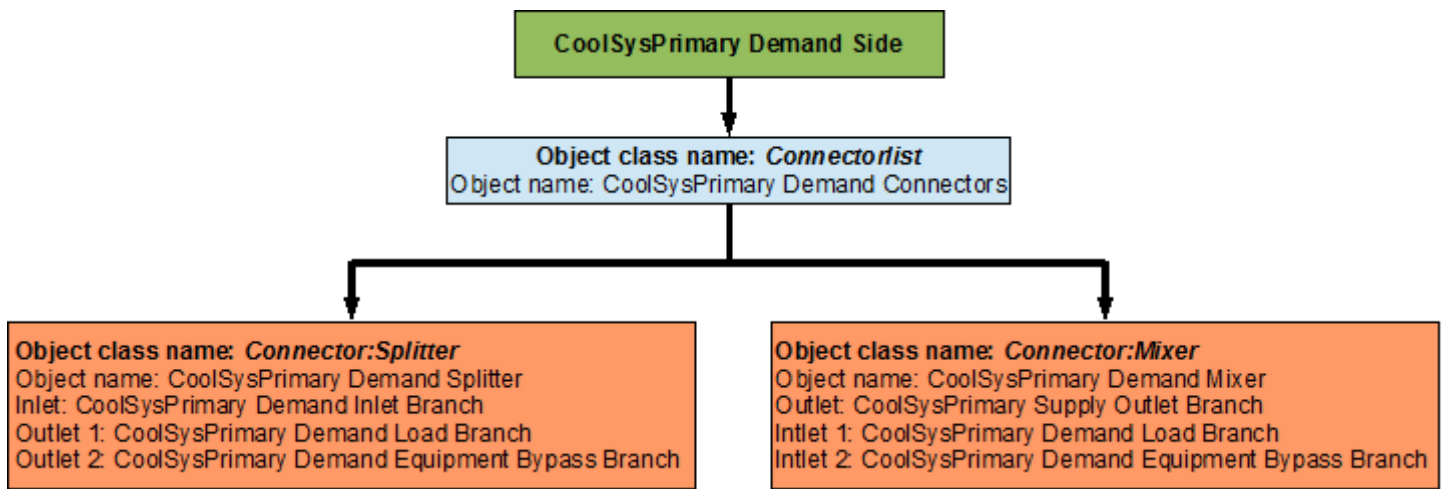 CoolSysPrimary Demand Side
Object class name: Connectorlist
Object name: CoolSysPrimary Demand Connectors
Object class name: Connector:Splitter
Object name: CoolSysPrimary Demand Splitter
Inlet: CoolSysPrimary Demand Inlet Branch
Outlet 1: CoolSysPrimary Demand Load Branch
Outlet 2: CoolSysPrimary Demand Equipment Bypass Branch
Object class name: Connector:Mixer
Object name: CoolSysPrimary Demand Mixer
Outlet: CoolSysPrimary Supply Outlet Branch
Intlet 1: CoolSysPrimary Demand Load Branch
Intlet 2: CoolSysPrimary Demand Equipment Bypass Branch